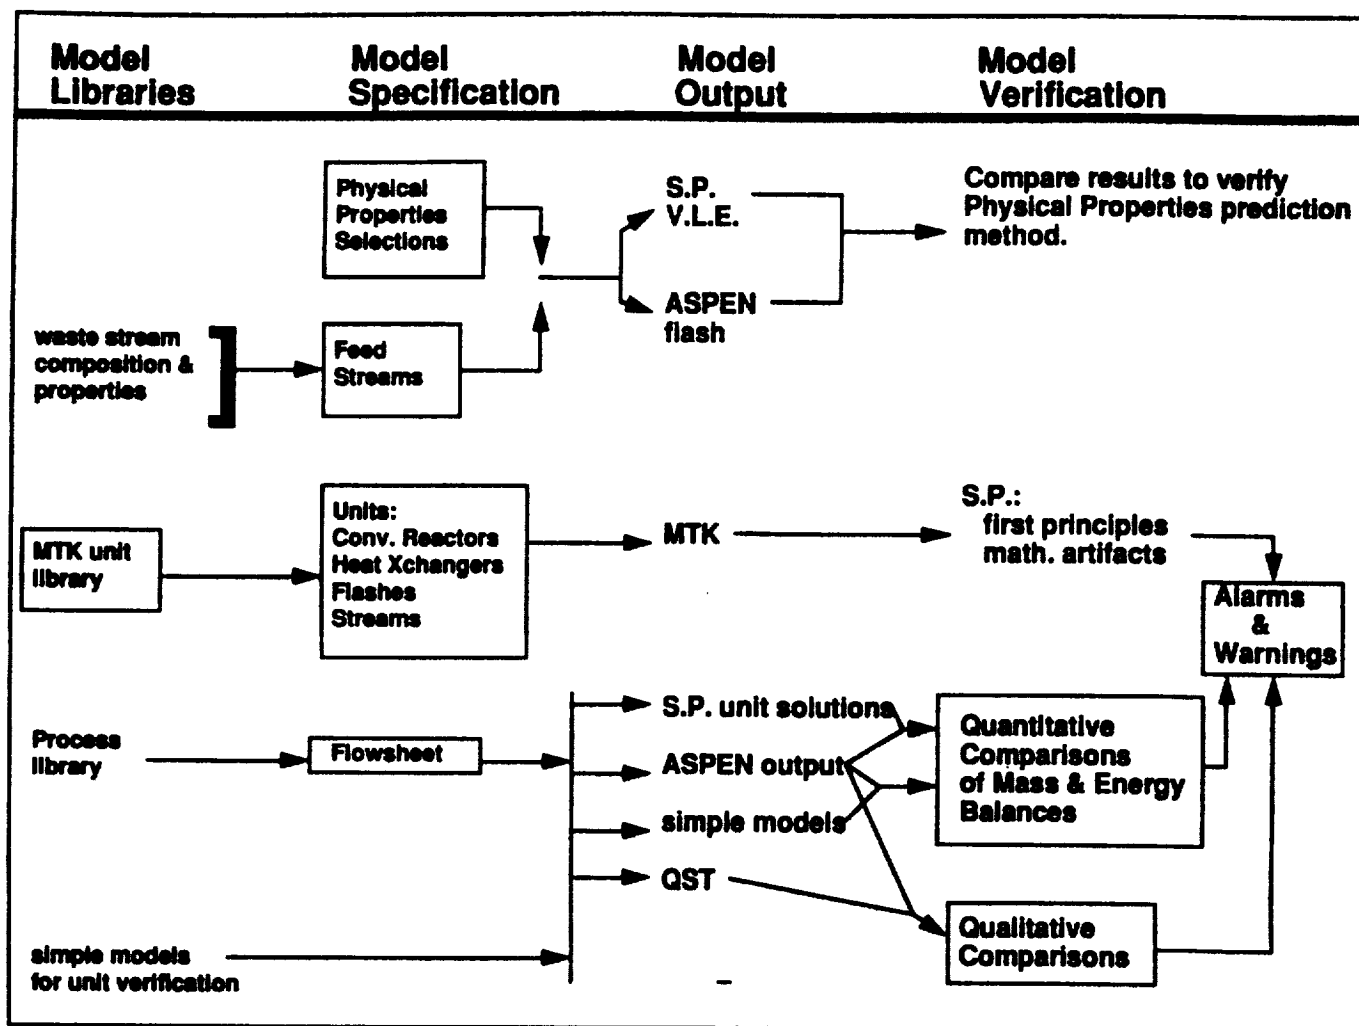 Model
Libraries
Model
Specification
Model
Output
Model
Verification
Physical
Properties
Selections
S.P.
V.L.E.
Compare results to verify
Physical Properties prediction
method.
waste stream
composition &
properties
Feed
Streams
ASPEN
flash
MTK unit
library
Units:
Conv. Reactors
Heat Xchangers
Flashes
Streams
MTK
S.P.:
first principles
math. artifacts
Alarms
&
Warnings
Process
library
Flowsheet
S.P. unit solutions
ASPEN output
simple models
QST
Quantitative
Comparisons
of Mass & Energy
Balances
Qualitative
Comparisons
simple models
for unit verification